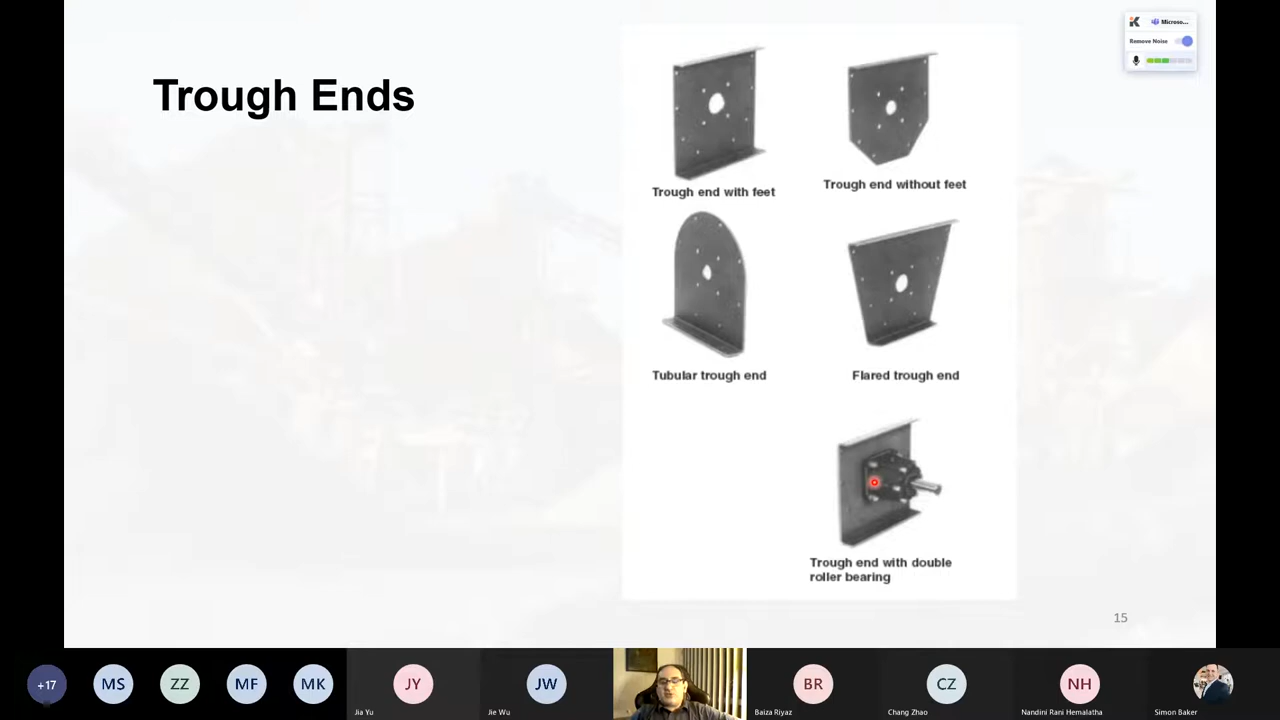 Trough Ends
Trough end with feet
Trough end without feet
Tubular trough end
Flared trough end
Trough end with double
roller bearing
15
Microso...
Remove Noise
+17
MS
ZZ
MF
MK
JY
Jia Yu
JW
Jie Wu
BR
Baiza Riyaz
CZ
Chang Zhao
NH
Nandini Rani Hemalatha
Simon Baker